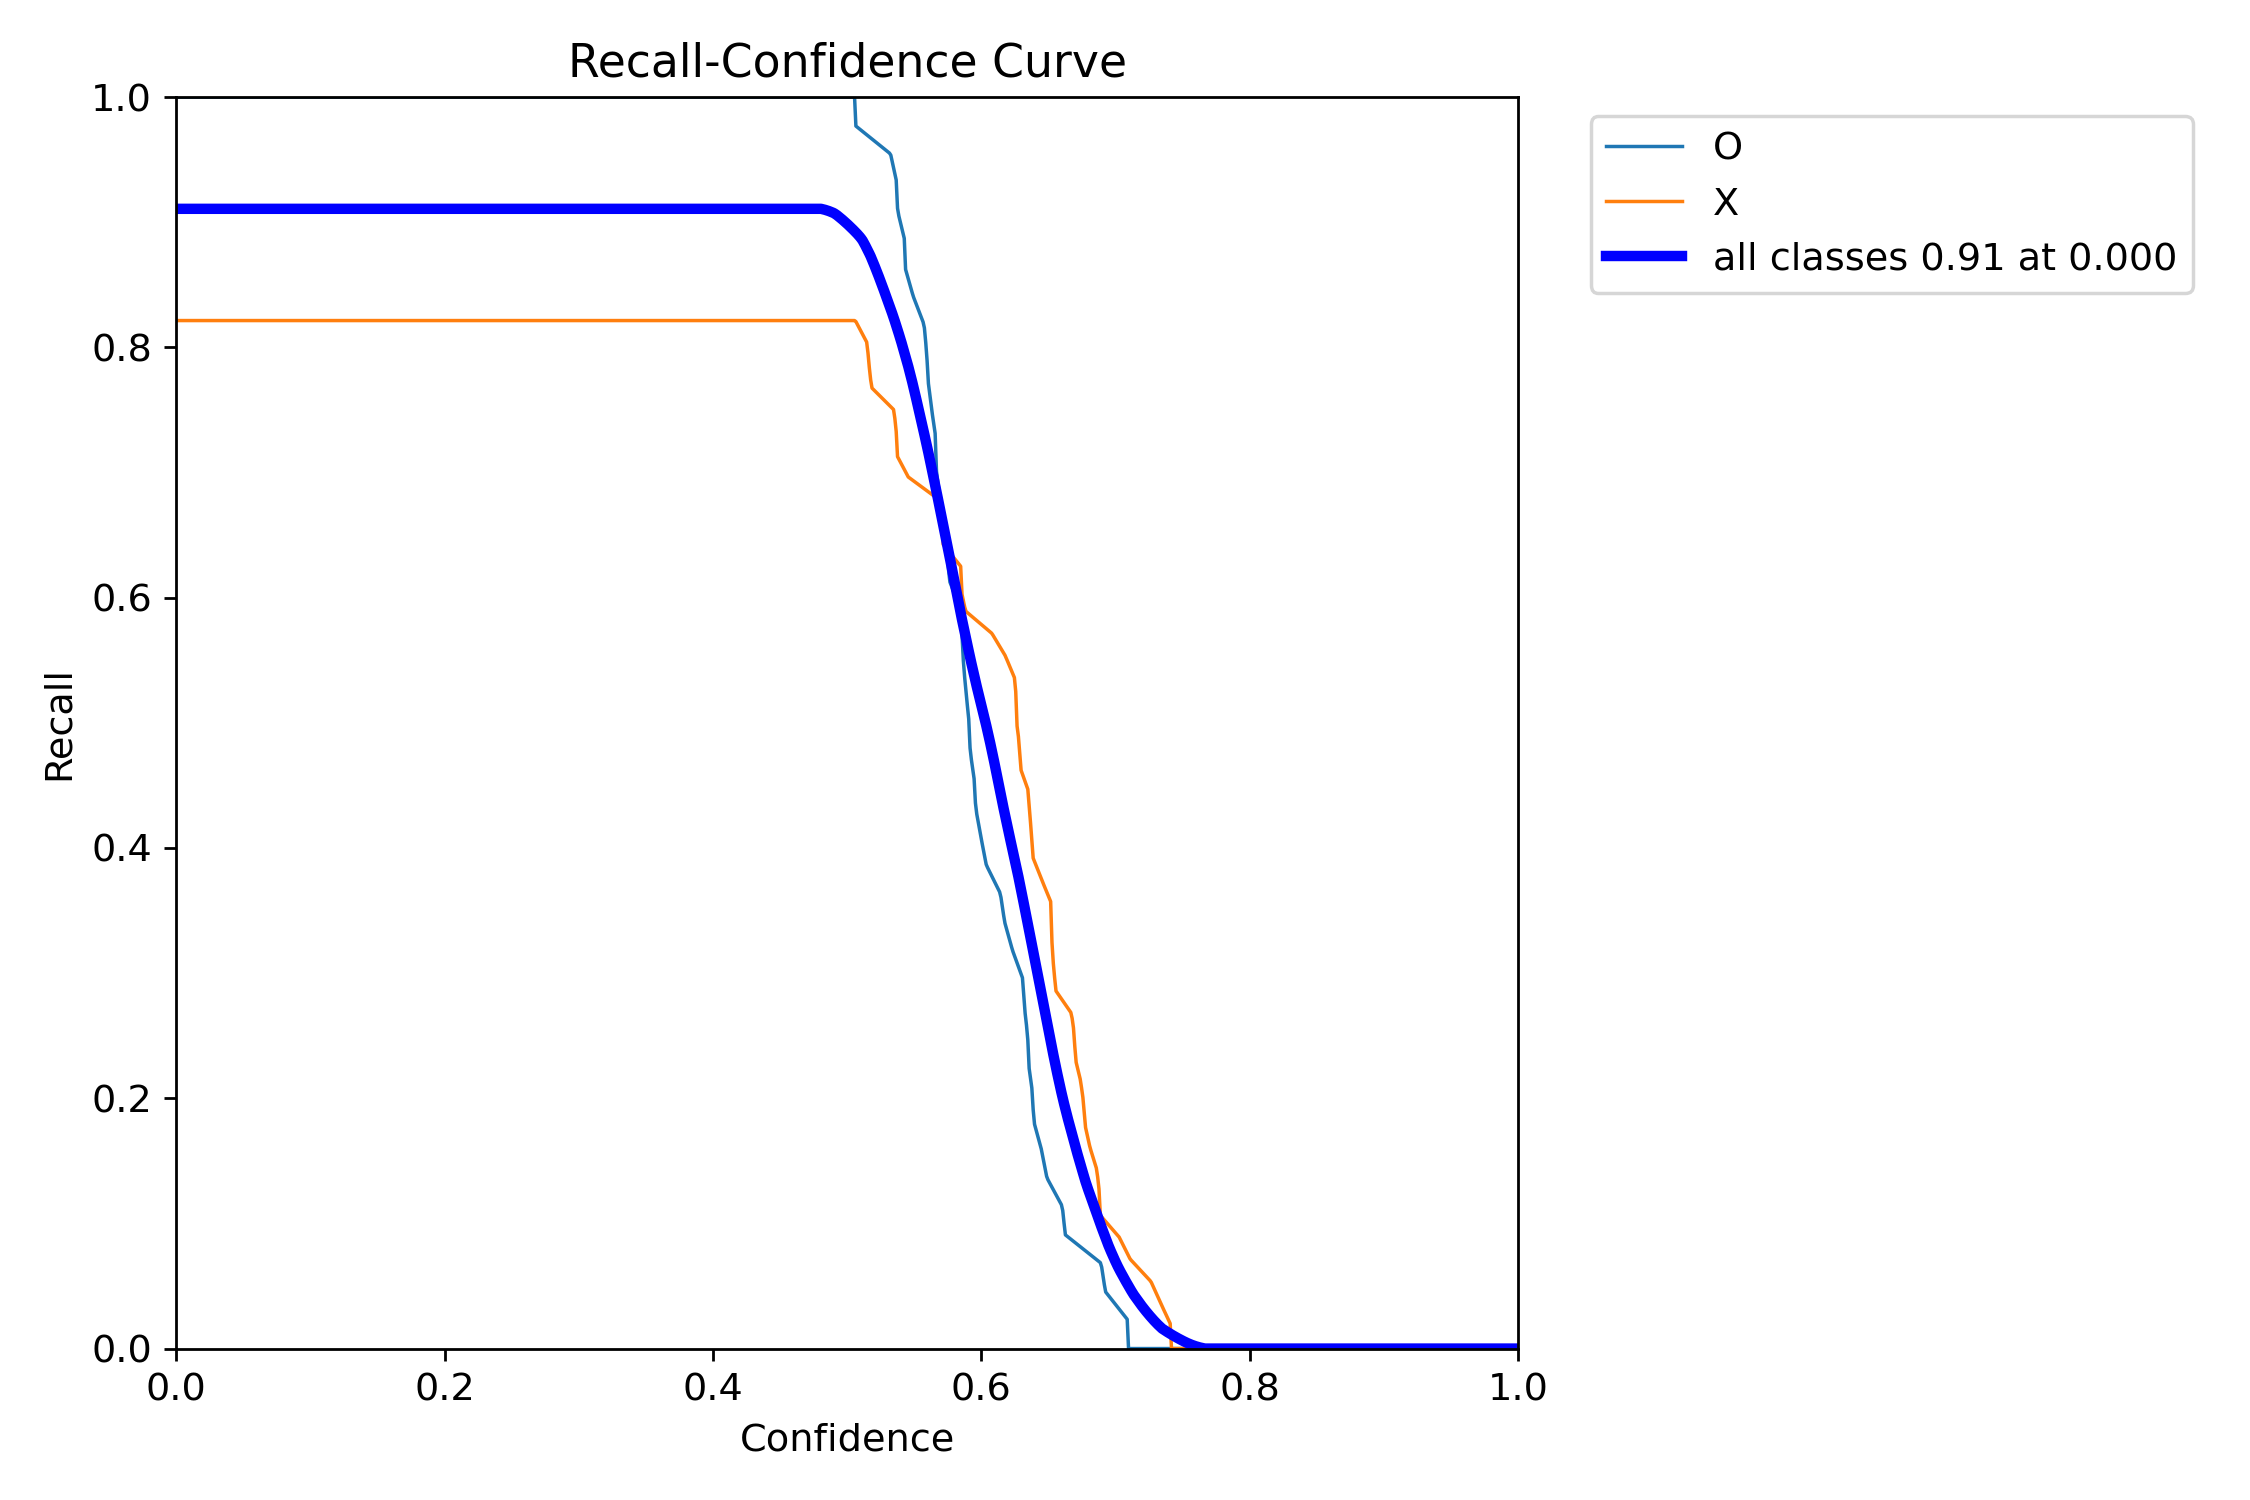 Recall-Confidence Curve
1.0
0.8
0.6
0.4
0.2
0.0
Recall
0.0 0.2 0.4 0.6 0.8 1.0
Confidence
O
X
all classes 0.91 at 0.000